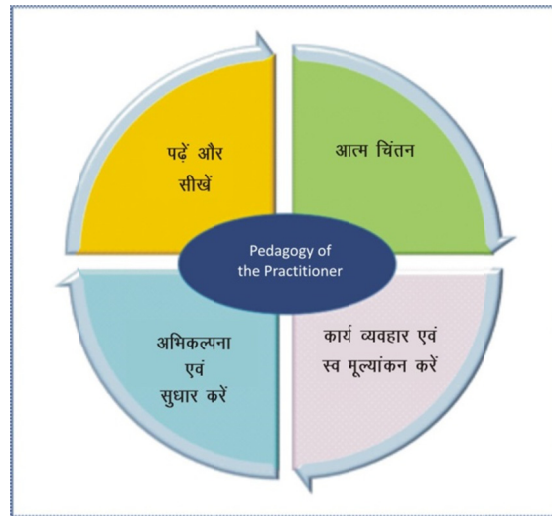 पढ़ें और
सीखें
आत्म चिंतन
Pedagogy of
the Practitioner
अभिकल्पना
एवं
सुधार करें
कार्य व्यवहार एवं
स्व मूल्यांकन करें